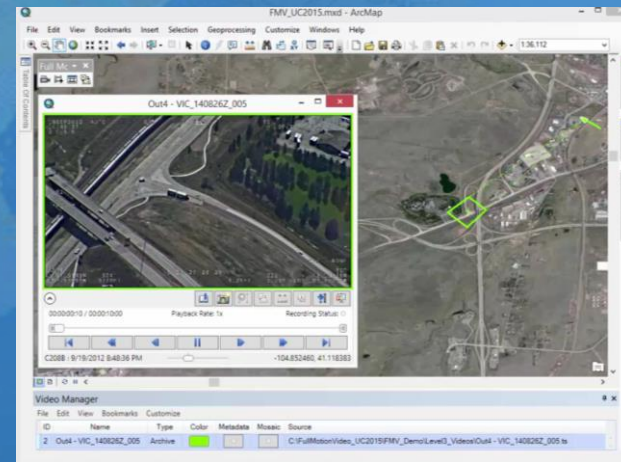 FMV_UC2015.mxd - ArcMap
File Edit View Bookmarks Insert Selection Geoprocessing Customize Windows Help
1:36,112
Full Mo
Table Of Contents
Out4 - VIC_140826Z_005
00:00:00:10 / 00:00:10:00 Playback Rate: 1x Recording Status:
C208B : 9/19/2012 8:48:36 PM -104.852460, 41.118383
Video Manager
File Edit View Bookmarks Customize
ID Name Type Color Metadata Mosaic Source
2 Out4 - VIC_140826Z_005 Archive C:\FullMotionVideo_UC2015\FMV_Demo\Level3_Videos\Out4 - VIC_140826Z_005.ts